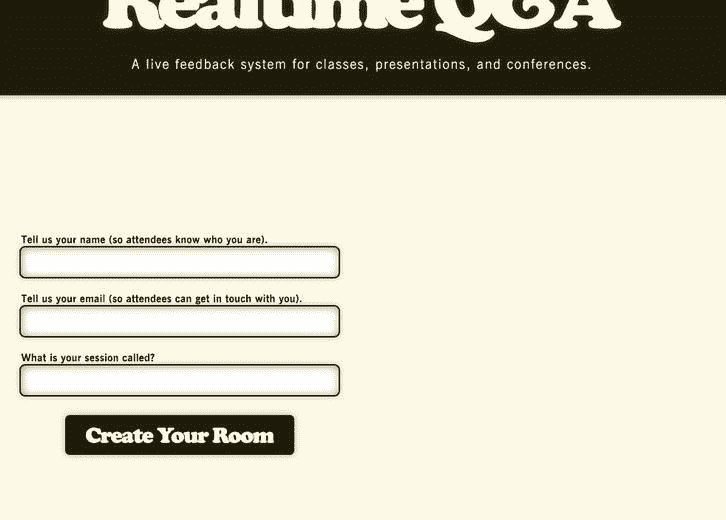 Realtime Q&A
A live feedback system for classes, presentations, and conferences.
Tell us your name (so attendees know who you are).
Tell us your email (so attendees can get in touch with you).
What is your session called?
Create Your Room